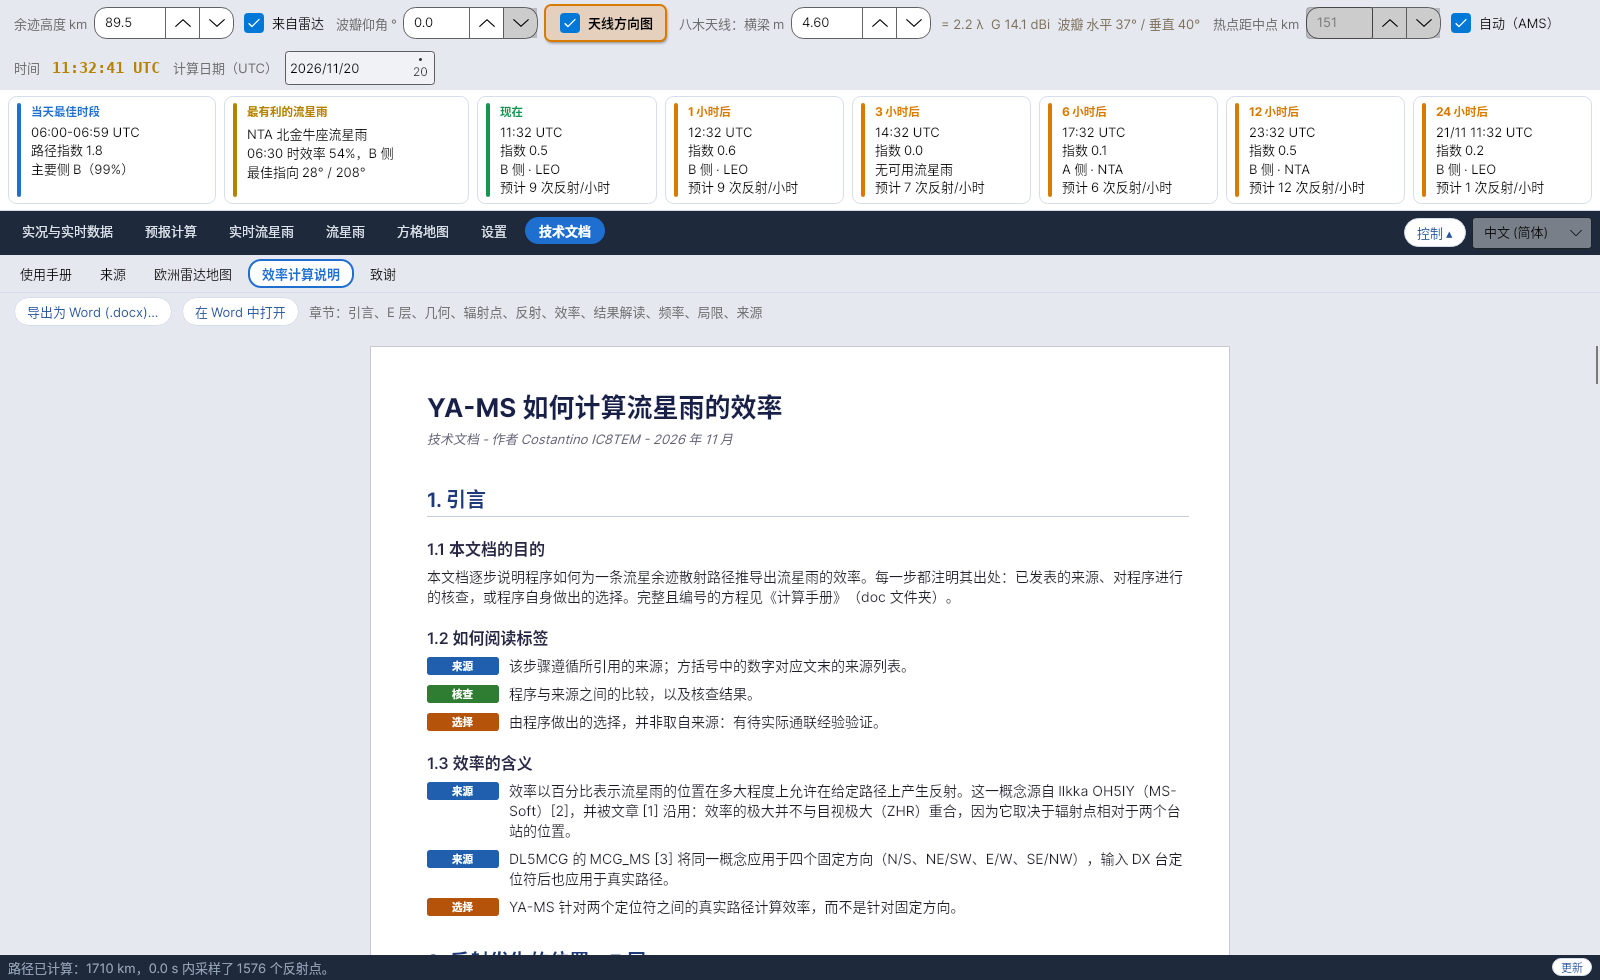 余迹高度 km 89.5 来自雷达 波瓣仰角 ° 0.0 天线方向图 八木天线：横梁 m 4.60 = 2.2 λ G 14.1 dBi 波瓣 水平 37° / 垂直 40° 热点距中点 km 151 自动（AMS）
时间 11:32:41 UTC 计算日期（UTC） 2026/11/20 20
当天最佳时段
06:00-06:59 UTC
路径指数 1.8
主要侧 B（99%）
最有利的流星雨
NTA 北金牛座流星雨
06:30 时效率 54%，B 侧
最佳指向 28° / 208°
现在
11:32 UTC
指数 0.5
B 侧 · LEO
预计 9 次反射/小时
1 小时后
12:32 UTC
指数 0.6
B 侧 · LEO
预计 9 次反射/小时
3 小时后
14:32 UTC
指数 0.0
无可用流星雨
预计 7 次反射/小时
6 小时后
17:32 UTC
指数 0.1
A 侧 · NTA
预计 6 次反射/小时
12 小时后
23:32 UTC
指数 0.5
B 侧 · NTA
预计 12 次反射/小时
24 小时后
21/11 11:32 UTC
指数 0.2
B 侧 · LEO
预计 1 次反射/小时
实况与实时数据 预报计算 实时流星雨 流星雨 方格地图 设置 技术文档 控制 ▴ 中文 (简体)
使用手册 来源 欧洲雷达地图 效率计算说明 致谢
导出为 Word (.docx)... 在 Word 中打开 章节：引言、E 层、几何、辐射点、反射、效率、结果解读、频率、局限、来源
YA-MS 如何计算流星雨的效率
技术文档 - 作者 Costantino IC8TEM - 2026 年 11 月
1. 引言
1.1 本文档的目的
本文档逐步说明程序如何为一条流星余迹散射路径推导出流星雨的效率。每一步都注明其出处：已发表的来源、对程序进行
的核查，或程序自身做出的选择。完整且编号的方程见《计算手册》（doc 文件夹）。
1.2 如何阅读标签
来源 该步骤遵循所引用的来源；方括号中的数字对应文末的来源列表。
核查 程序与来源之间的比较，以及核查结果。
选择 由程序做出的选择，并非取自来源：有待实际通联经验验证。
1.3 效率的含义
来源 效率以百分比表示流星雨的位置在多大程度上允许在给定路径上产生反射。这一概念源自 Ilkka OH5IY（MS-
Soft）[2]，并被文章 [1] 沿用：效率的极大并不与目视极大（ZHR）重合，因为它取决于辐射点相对于两个台
站的位置。
来源 DL5MCG 的 MCG_MS [3] 将同一概念应用于四个固定方向（N/S、NE/SW、E/W、SE/NW），输入 DX 台定
位符后也应用于真实路径。
选择 YA-MS 针对两个定位符之间的真实路径计算效率，而不是针对固定方向。
路径已计算：1710 km，0.0 s 内采样了 1576 个反射点。 更新